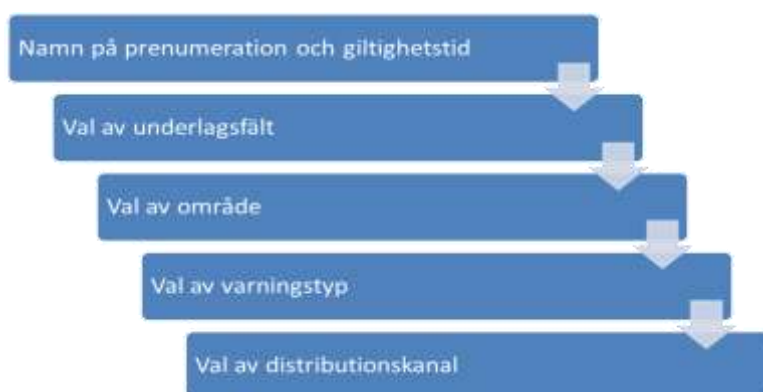 Namn på prenumeration och giltighetstid
Val av underlagsfält
Val av område
Val av varningstyp
Val av distributionskanal